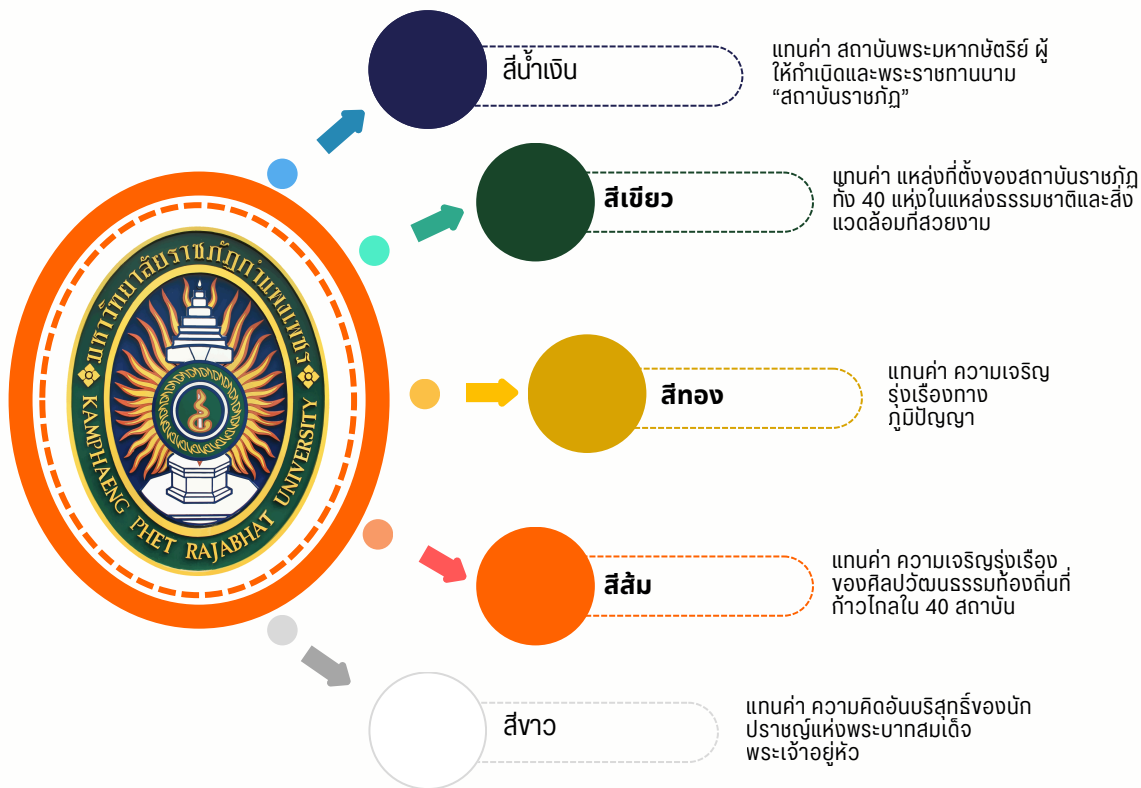 มหาวิทยาลัยราชภัฏกำแพงเพชร
KAMPHAENG PHET RAJABHAT UNIVERSITY
สีน้ำเงิน
แทนค่า สถาบันพระมหากษัตริย์ ผู้
ให้กำเนิดและพระราชทานนาม
“สถาบันราชภัฏ”
สีเขียว
แทนค่า แหล่งที่ตั้งของสถาบันราชภัฏ
ทั้ง 40 แห่งในแหล่งธรรมชาติและสิ่ง
แวดล้อมที่สวยงาม
สีทอง
แทนค่า ความเจริญ
รุ่งเรืองทาง
ภูมิปัญญา
สีส้ม
แทนค่า ความเจริญรุ่งเรือง
ของศิลปวัฒนธรรมท้องถิ่นที่
ก้าวไกลใน 40 สถาบัน
สีขาว
แทนค่า ความคิดอันบริสุทธิ์ของนัก
ปราชญ์แห่งพระบาทสมเด็จ
พระเจ้าอยู่หัว